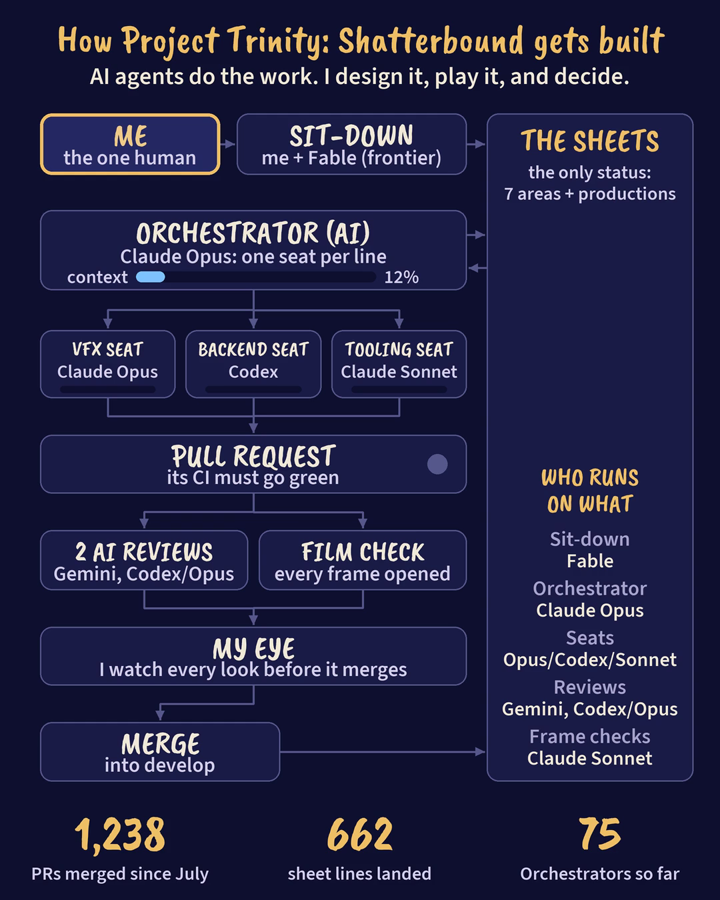 How Project Trinity: Shatterbound gets built
AI agents do the work. I design it, play it, and decide.
ME
the one human
SIT-DOWN
me + Fable (frontier)
THE SHEETS
the only status:
7 areas + productions
ORCHESTRATOR (AI)
Claude Opus: one seat per line
context 12%
VFX SEAT
Claude Opus
BACKEND SEAT
Codex
TOOLING SEAT
Claude Sonnet
PULL REQUEST
its CI must go green
2 AI REVIEWS
Gemini, Codex/Opus
FILM CHECK
every frame opened
MY EYE
I watch every look before it merges
MERGE
into develop
WHO RUNS
ON WHAT
Sit-down
Fable
Orchestrator
Claude Opus
Seats
Opus/Codex/Sonnet
Reviews
Gemini, Codex/Opus
Frame checks
Claude Sonnet
1,238
PRs merged since July
662
sheet lines landed
75
Orchestrators so far